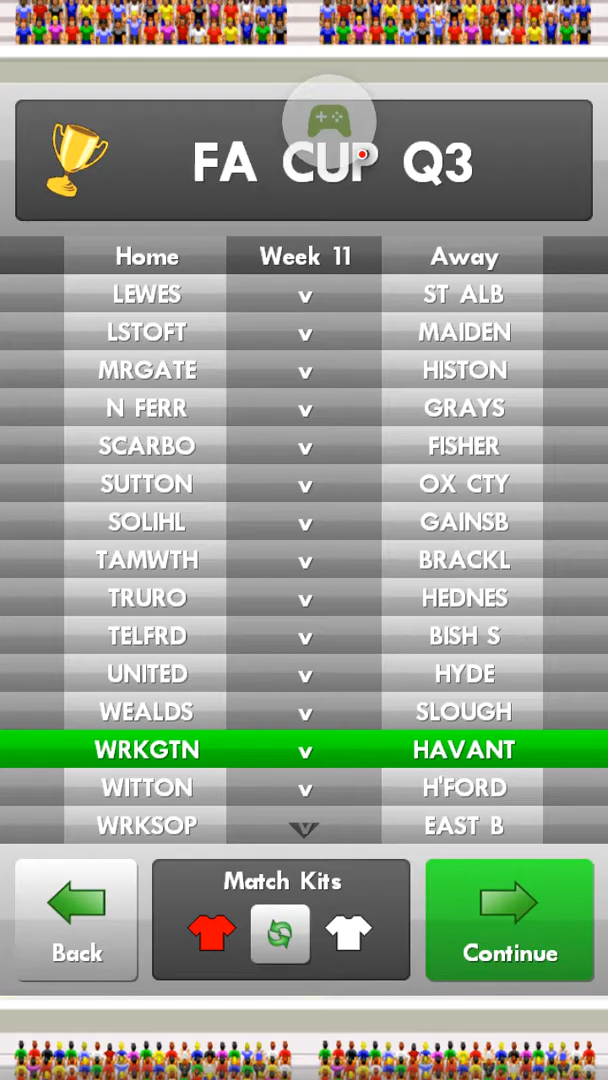 FA CUP Q3
Home Week 11 Away
LEWES v ST ALB
LSTOFT v MAIDEN
MRGATE v HISTON
N FERR v GRAYS
SCARBO v FISHER
SUTTON v OX CTY
SOLIHL v GAINSB
TAMWTH v BRACKL
TRURO v HEDNES
TELFRD v BISH S
UNITED v HYDE
WEALDS v SLOUGH
WRKGTN v HAVANT
WITTON v H'FORD
WRKSOP v EAST B
Match Kits
Back
Continue